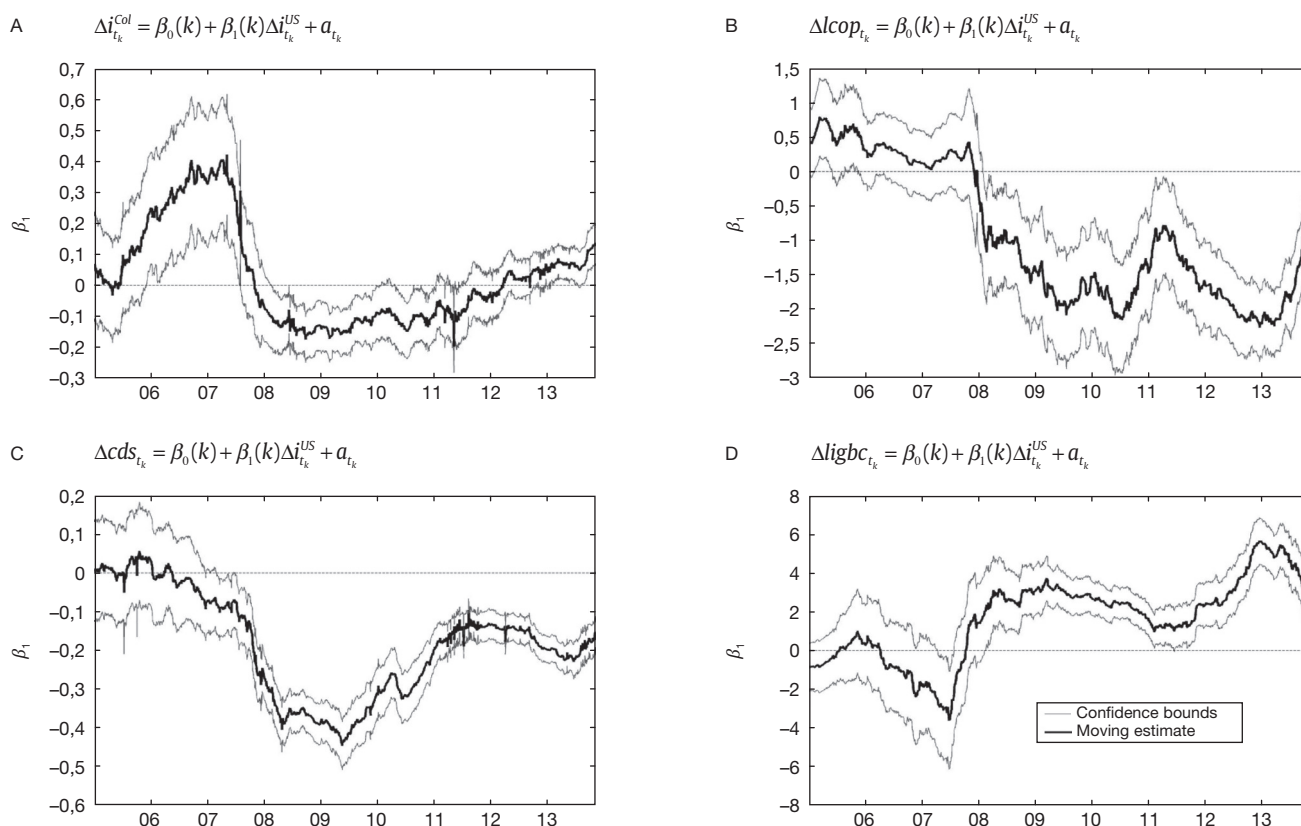 A Δi^{Col}_{t_k} = β_0(k) + β_1(k)Δi^{US}_{t_k} + a_{t_k}
0,7
0,6
0,5
0,4
0,3
0,2
0,1
0
−0,1
−0,2
−0,3
β_1
06 07 08 09 10 11 12 13
B Δlcop_{t_k} = β_0(k) + β_1(k)Δi^{US}_{t_k} + a_{t_k}
1,5
1
0,5
0
−0,5
−1
−1,5
−2
−2,5
−3
β_1
06 07 08 09 10 11 12 13
C Δcds_{t_k} = β_0(k) + β_1(k)Δi^{US}_{t_k} + a_{t_k}
0,2
0,1
0
−0,1
−0,2
−0,3
−0,4
−0,5
−0,6
β_1
06 07 08 09 10 11 12 13
D Δligbc_{t_k} = β_0(k) + β_1(k)Δi^{US}_{t_k} + a_{t_k}
8
6
4
2
0
−2
−4
−6
−8
β_1
Confidence bounds
Moving estimate
06 07 08 09 10 11 12 13